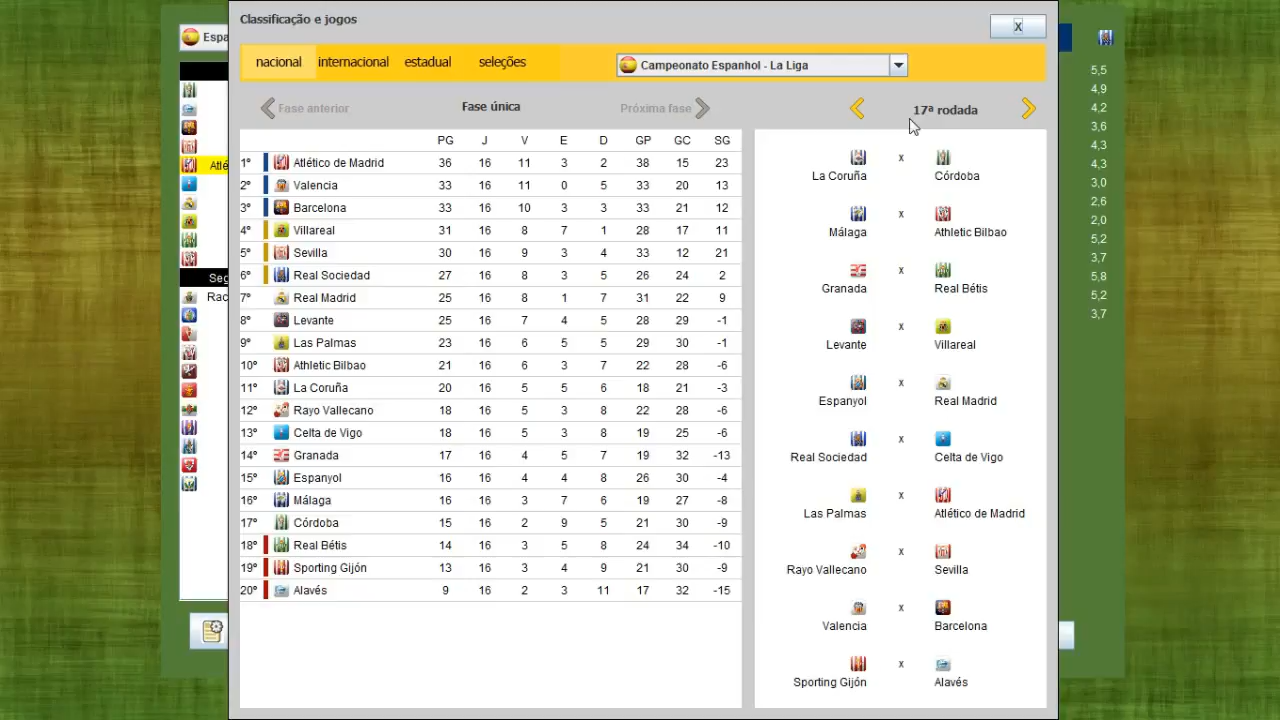 Classificação e jogos
X
Espa
nacional internacional estadual seleções
Campeonato Espanhol - La Liga
Fase anterior Fase única Próxima fase
17ª rodada
PG J V E D GP GC SG
1º Atlético de Madrid 36 16 11 3 2 38 15 23
2º Valencia 33 16 11 0 5 33 20 13
3º Barcelona 33 16 10 3 3 33 21 12
4º Villareal 31 16 8 7 1 28 17 11
5º Sevilla 30 16 9 3 4 33 12 21
6º Real Sociedad 27 16 8 3 5 26 24 2
7º Real Madrid 25 16 8 1 7 31 22 9
8º Levante 25 16 7 4 5 28 29 -1
9º Las Palmas 23 16 6 5 5 29 30 -1
10º Athletic Bilbao 21 16 6 3 7 22 28 -6
11º La Coruña 20 16 5 5 6 18 21 -3
12º Rayo Vallecano 18 16 5 3 8 22 28 -6
13º Celta de Vigo 18 16 5 3 8 19 25 -6
14º Granada 17 16 4 5 7 19 32 -13
15º Espanyol 16 16 4 4 8 26 30 -4
16º Málaga 16 16 3 7 6 19 27 -8
17º Córdoba 15 16 2 9 5 21 30 -9
18º Real Bétis 14 16 3 5 8 24 34 -10
19º Sporting Gijón 13 16 3 4 9 21 30 -9
20º Alavés 9 16 2 3 11 17 32 -15
La Coruña x Córdoba
Málaga x Athletic Bilbao
Granada x Real Bétis
Levante x Villareal
Espanyol x Real Madrid
Real Sociedad x Celta de Vigo
Las Palmas x Atlético de Madrid
Rayo Vallecano x Sevilla
Valencia x Barcelona
Sporting Gijón x Alavés
Atlé
Seg
Rac
5,5
4,9
4,2
3,6
4,3
4,3
3,0
2,6
2,0
5,2
3,7
5,8
5,2
3,7